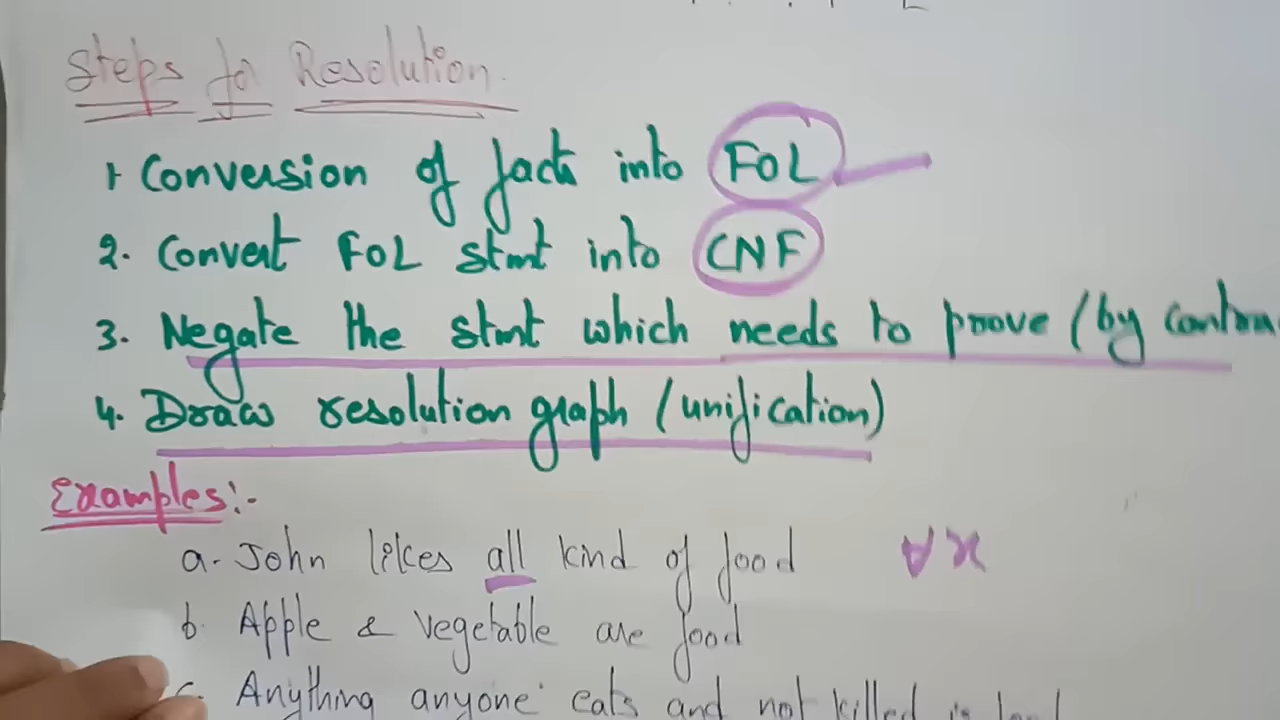 Steps for Resolution.
1. Conversion of facts into FOL
2. Convert FOL stmt into CNF
3. Negate the stmt which needs to prove (by contra
4. Draw resolution graph (unification)
Examples:-
a. John likes all kind of food ∀x
b. Apple & vegetable are food
c. Anything anyone eats and not killed is food